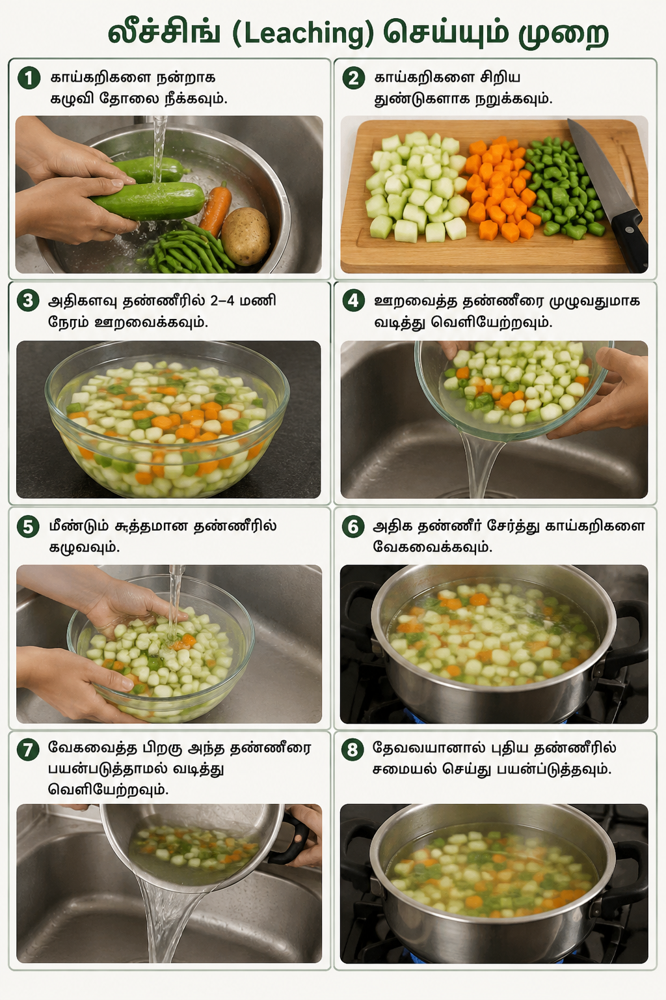 லீச்சிங் (Leaching) செய்யும் முறை
1 காய்கறிகளை நன்றாக
கழுவி தோலை நீக்கவும்.
2 காய்கறிகளை சிறிய
துண்டுகளாக நறுக்கவும்.
3 அதிகளவு தண்ணீரில் 2–4 மணி
நேரம் ஊறவைக்கவும்.
4 ஊறவைத்த தண்ணீரை முழுவதுமாக
வடித்து வெளியேற்றவும்.
5 மீண்டும் சுத்தமான தண்ணீரில்
கழுவவும்.
6 அதிக தண்ணீர் சேர்த்து காய்கறிகளை
வேகவைக்கவும்.
7 வேகவைத்த பிறகு அந்த தண்ணீரை
பயன்படுத்தாமல் வடித்து
வெளியேற்றவும்.
8 தேவையானால் புதிய தண்ணீரில்
சமையல் செய்து பயன்ப்டுத்தவும்.